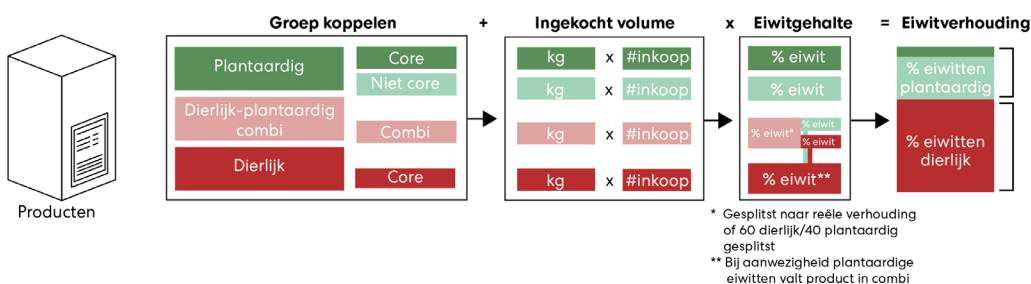 Groep koppelen + Ingekocht volume x Eiwitgehalte = Eiwitverhouding
Producten
Plantaardig
Core
Niet core
Dierlijk-plantaardig
combi
Combi
Dierlijk
Core
kg x #inkoop
kg x #inkoop
kg x #inkoop
kg x #inkoop
% eiwit
% eiwit
% eiwit*
% eiwit
% eiwit
% eiwit**
% eiwitten
plantaardig
% eiwitten
dierlijk
* Gesplitst naar reële verhouding
of 60 dierlijk/40 plantaardig
gesplitst
** Bij aanwezigheid plantaardige
eiwitten valt product in combi